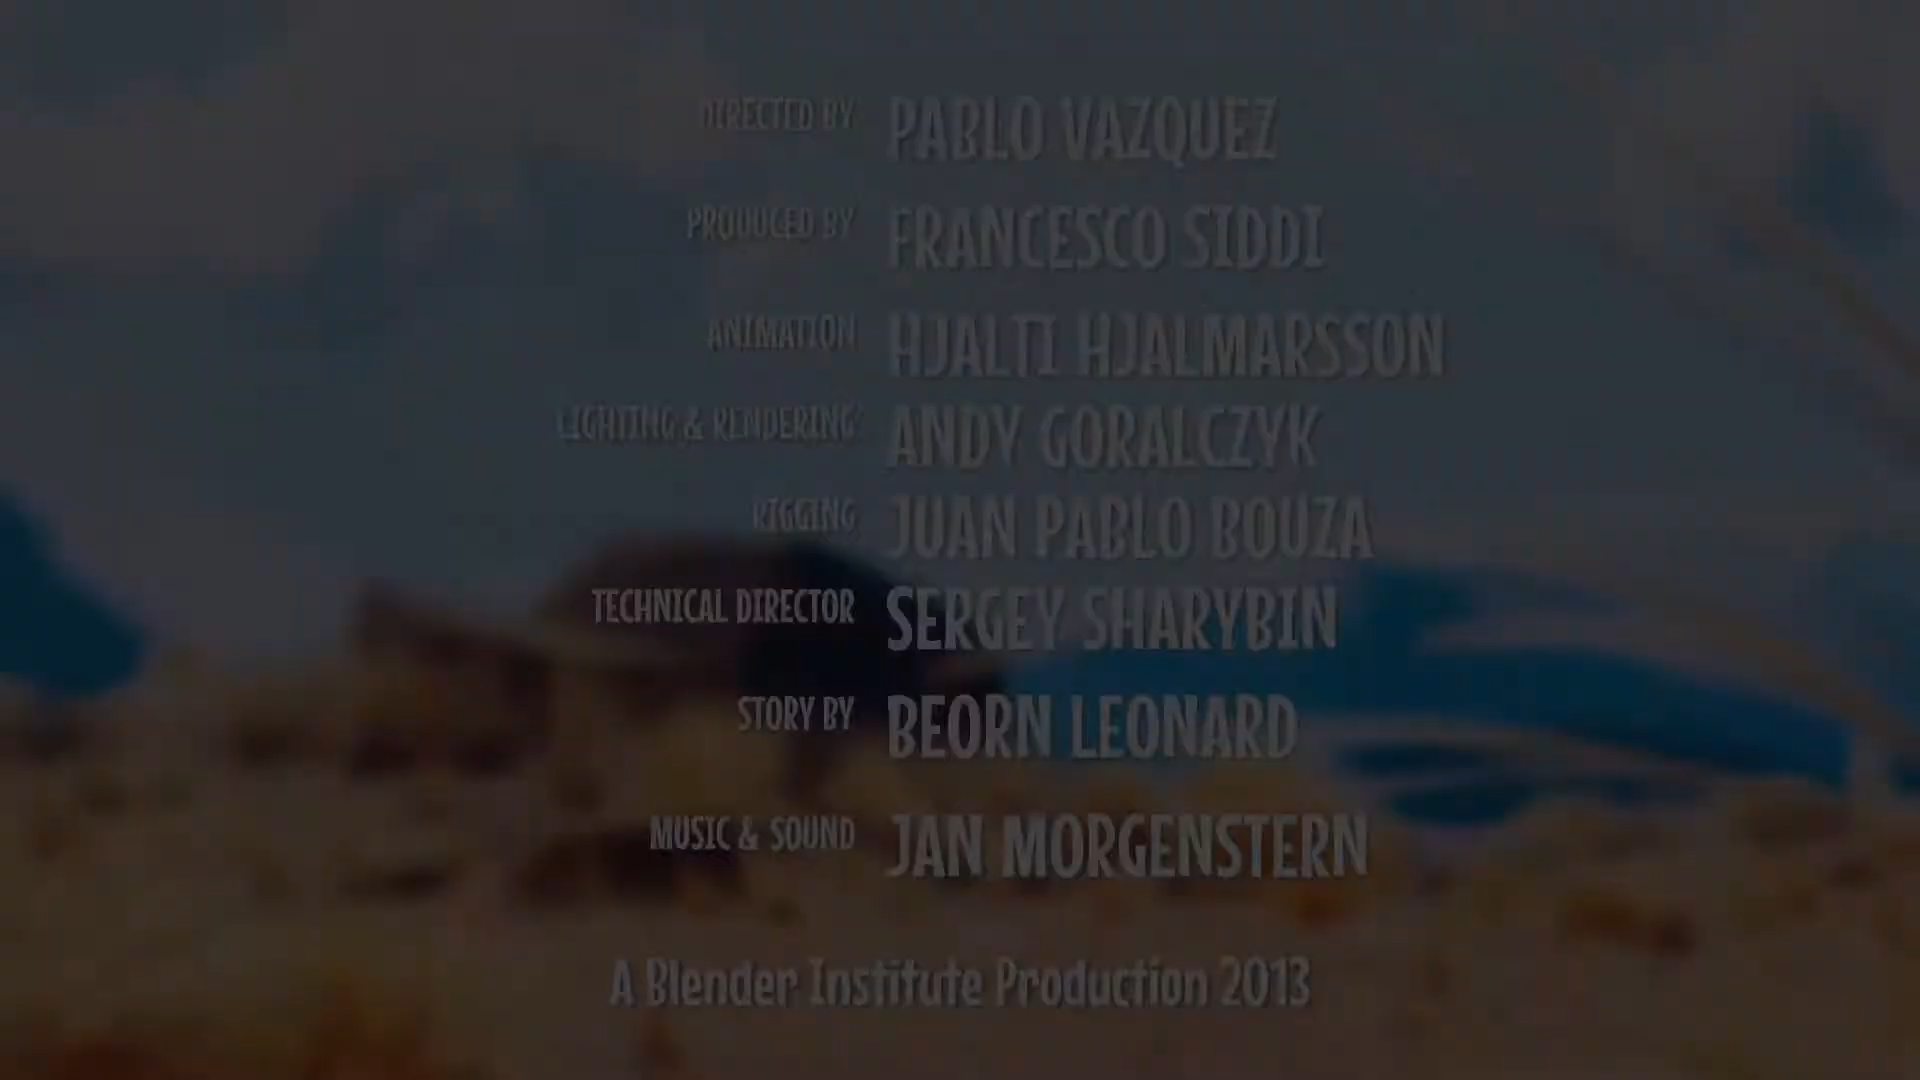 DIRECTED BY PABLO VAZQUEZ
PRODUCED BY FRANCESCO SIDDI
ANIMATION HJALTI HJALMARSSON
LIGHTING & RENDERING ANDY GORALCZYK
RIGGING JUAN PABLO BOUZA
TECHNICAL DIRECTOR SERGEY SHARYBIN
STORY BY BEORN LEONARD
MUSIC & SOUND JAN MORGENSTERN
A Blender Institute Production 2013